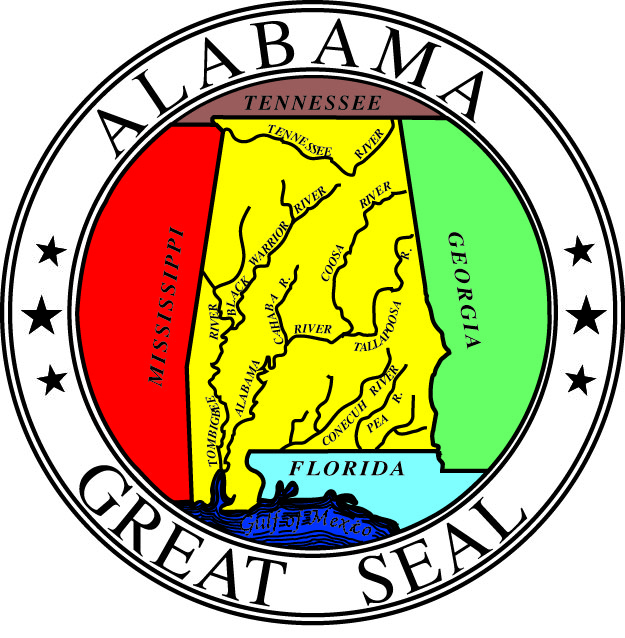 ALABAMA
TENNESSEE
TENNESSEE RIVER
MISSISSIPPI
GEORGIA
BLACK WARRIOR RIVER
COOSA RIVER
CAHABA R.
TALLAPOOSA R.
TOMBIGBEE RIVER
ALABAMA RIVER
CONECUH RIVER
PEA R.
FLORIDA
Gulf of Mexco
GREAT SEAL